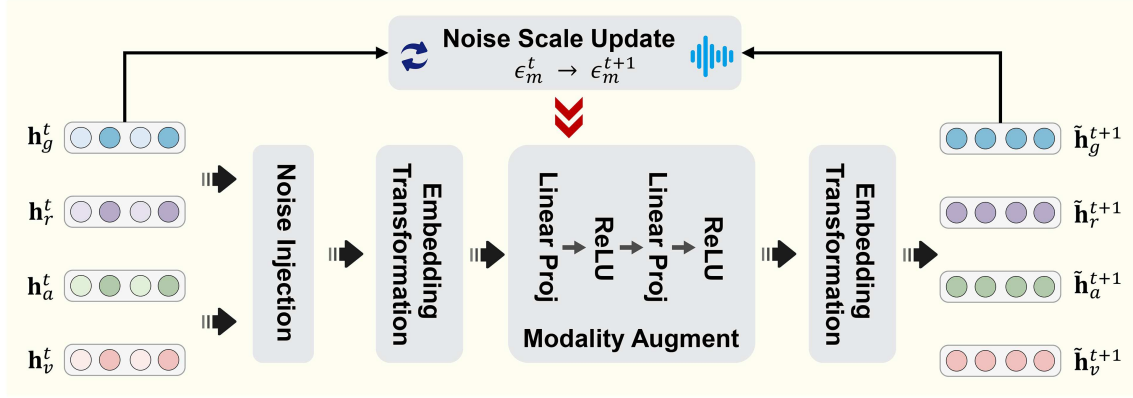 Noise Scale Update
ϵ_m^t → ϵ_m^{t+1}
h_g^t
h_r^t
h_a^t
h_v^t
Noise Injection
Embedding
Transformation
Linear Proj
ReLU
Linear Proj
ReLU
Modality Augment
Embedding
Transformation
h̃_g^{t+1}
h̃_r^{t+1}
h̃_a^{t+1}
h̃_v^{t+1}